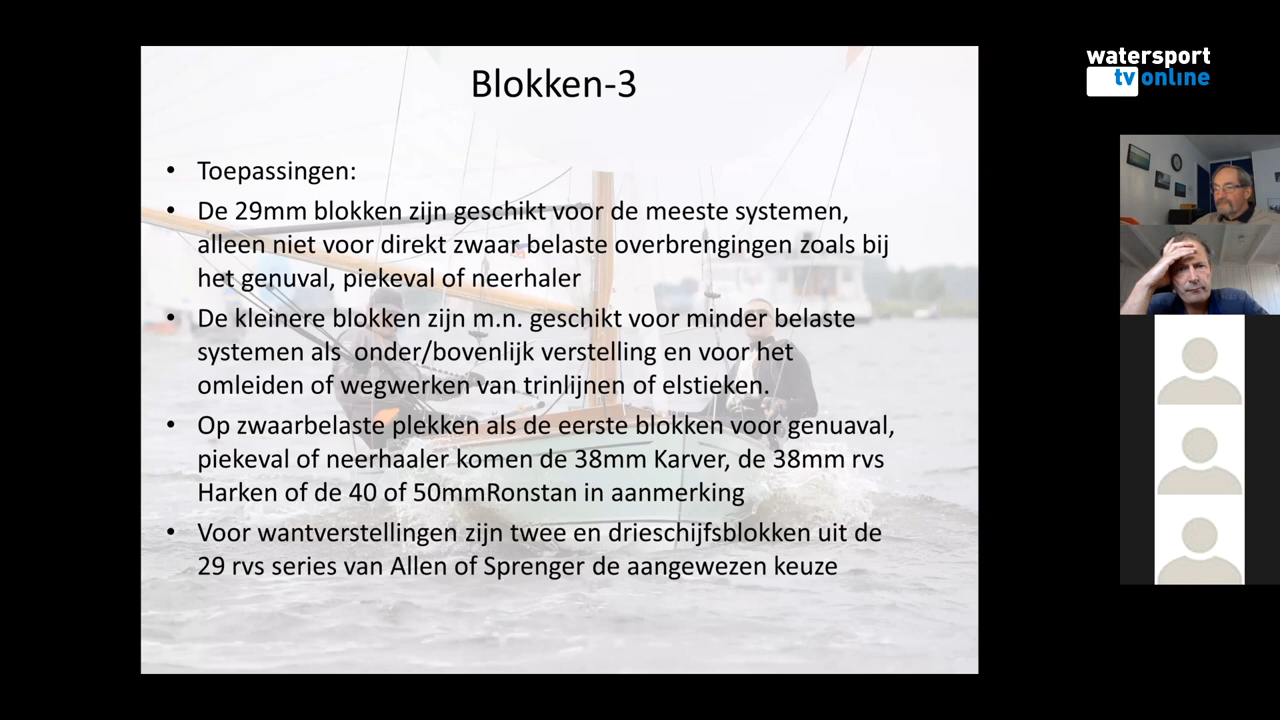 Blokken-3
watersport
tv online
• Toepassingen:
• De 29mm blokken zijn geschikt voor de meeste systemen,
alleen niet voor direkt zwaar belaste overbrengingen zoals bij
het genuval, piekeval of neerhaler
• De kleinere blokken zijn m.n. geschikt voor minder belaste
systemen als  onder/bovenlijk verstelling en voor het
omleiden of wegwerken van trinlijnen of elstieken.
• Op zwaarbelaste plekken als de eerste blokken voor genuaval,
piekeval of neerhaaler komen de 38mm Karver, de 38mm rvs
Harken of de 40 of 50mmRonstan in aanmerking
• Voor wantverstellingen zijn twee en drieschijfsblokken uit de
29 rvs series van Allen of Sprenger de aangewezen keuze